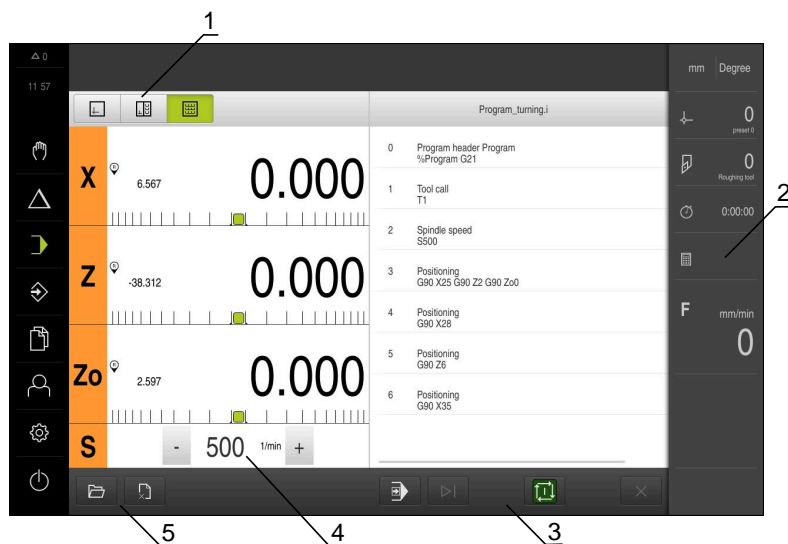 1
0
11 57
mm Degree
Program_turning.i
0
preset 0
0
Roughing tool
0:00:00
2
F mm/min
0
X R 6.567 0.000
Z R -38.312 0.000
Zo R 2.597 0.000
S - 500 1/min +
0 Program header Program
%Program G21
1 Tool call
T1
2 Spindle speed
S500
3 Positioning
G90 X25 G90 Z2 G90 Zo0
4 Positioning
G90 X28
5 Positioning
G90 Z6
6 Positioning
G90 X35
5 4 3